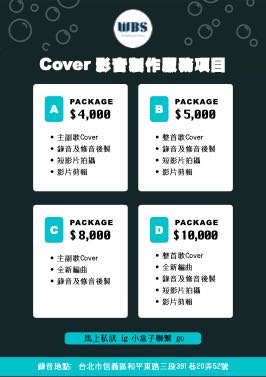 WBS
Cover 影音製作服務項目
A
PACKAGE
$4,000
• 主副歌Cover
• 錄音及修音後製
• 短影片拍攝
• 影片剪輯
B
PACKAGE
$5,000
• 整首歌Cover
• 錄音及修音後製
• 短影片拍攝
• 影片剪輯
C
PACKAGE
$8,000
• 主副歌Cover
• 全新編曲
• 錄音及修音後製
D
PACKAGE
$10,000
• 整首歌Cover
• 全新編曲
• 錄音及修音後製
• 短影片拍攝
• 影片剪輯
馬上私訊 ig 小盒子聯繫 go
錄音地點: 台北市信義區和平東路三段391巷20弄52號